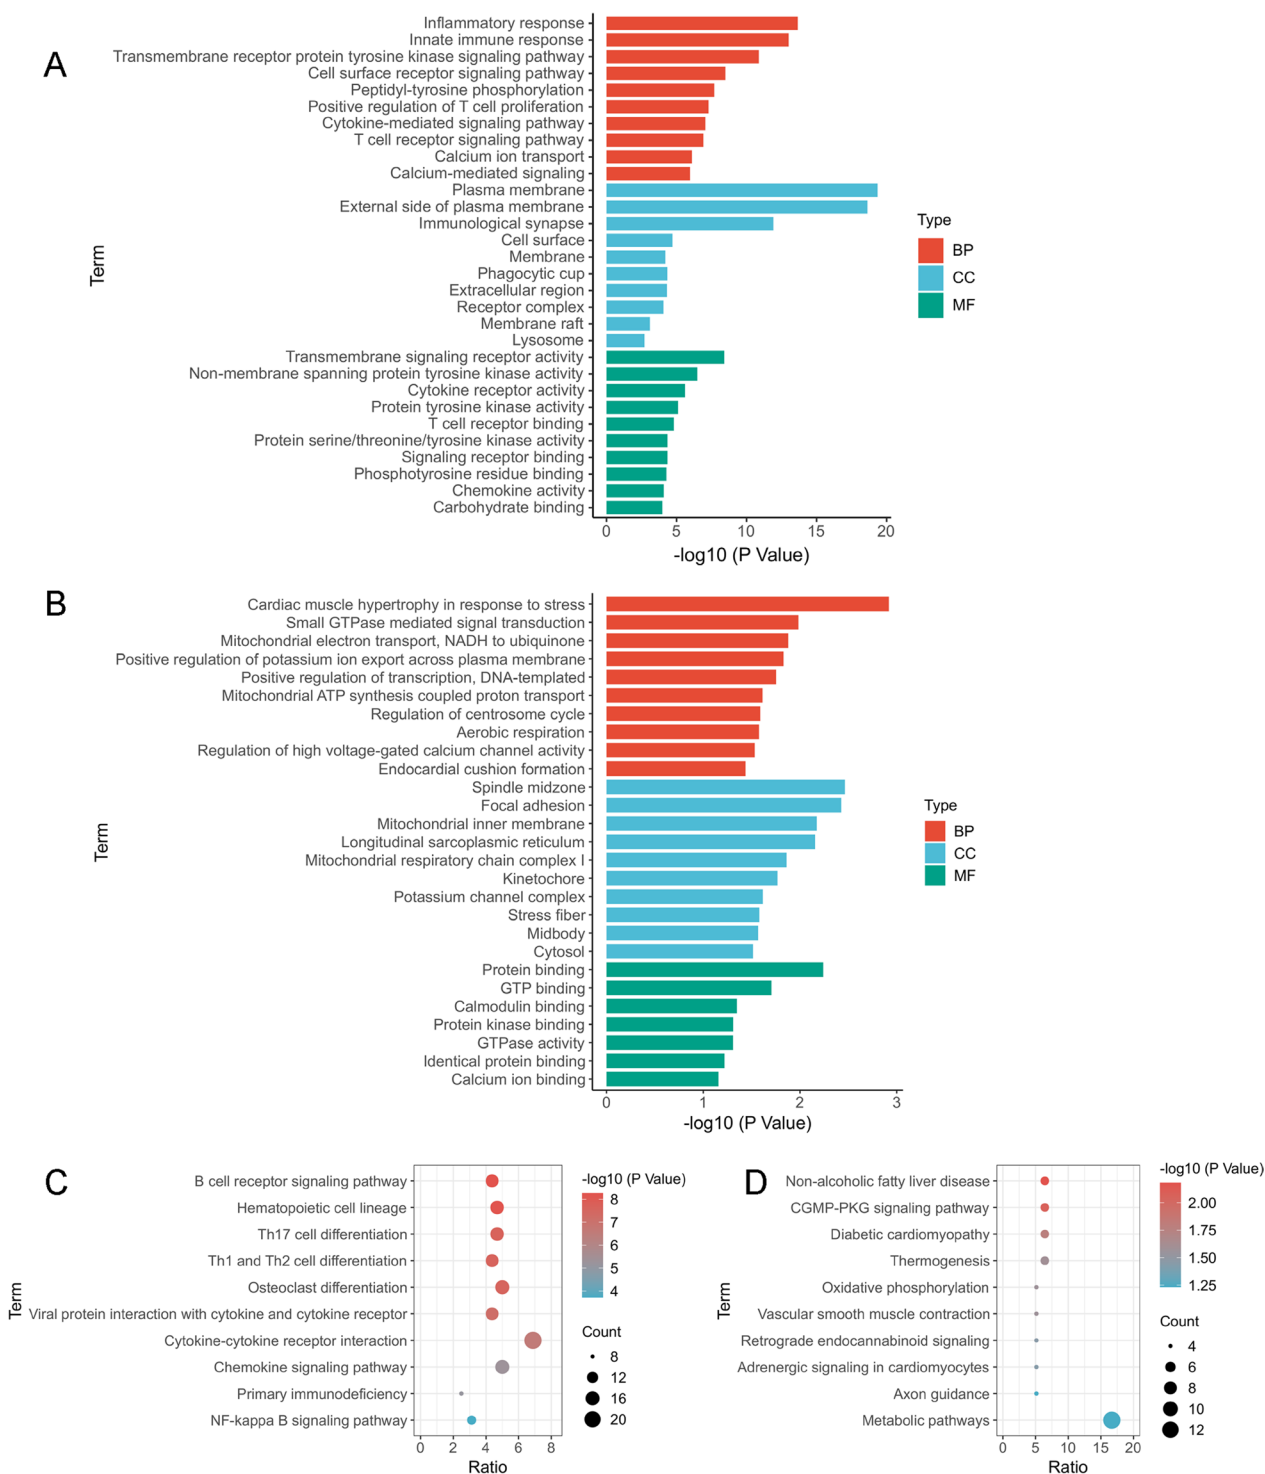 A
Term
Inflammatory response
Innate immune response
Transmembrane receptor protein tyrosine kinase signaling pathway
Cell surface receptor signaling pathway
Peptidyl-tyrosine phosphorylation
Positive regulation of T cell proliferation
Cytokine-mediated signaling pathway
T cell receptor signaling pathway
Calcium ion transport
Calcium-mediated signaling
Plasma membrane
External side of plasma membrane
Immunological synapse
Cell surface
Membrane
Phagocytic cup
Extracellular region
Receptor complex
Membrane raft
Lysosome
Transmembrane signaling receptor activity
Non-membrane spanning protein tyrosine kinase activity
Cytokine receptor activity
Protein tyrosine kinase activity
T cell receptor binding
Protein serine/threonine/tyrosine kinase activity
Signaling receptor binding
Phosphotyrosine residue binding
Chemokine activity
Carbohydrate binding
0 5 10 15 20
-log10 (P Value)
Type
BP
CC
MF
B
Term
Cardiac muscle hypertrophy in response to stress
Small GTPase mediated signal transduction
Mitochondrial electron transport, NADH to ubiquinone
Positive regulation of potassium ion export across plasma membrane
Positive regulation of transcription, DNA-templated
Mitochondrial ATP synthesis coupled proton transport
Regulation of centrosome cycle
Aerobic respiration
Regulation of high voltage-gated calcium channel activity
Endocardial cushion formation
Spindle midzone
Focal adhesion
Mitochondrial inner membrane
Longitudinal sarcoplasmic reticulum
Mitochondrial respiratory chain complex I
Kinetochore
Potassium channel complex
Stress fiber
Midbody
Cytosol
Protein binding
GTP binding
Calmodulin binding
Protein kinase binding
GTPase activity
Identical protein binding
Calcium ion binding
0 1 2 3
-log10 (P Value)
Type
BP
CC
MF
C
Term
B cell receptor signaling pathway
Hematopoietic cell lineage
Th17 cell differentiation
Th1 and Th2 cell differentiation
Osteoclast differentiation
Viral protein interaction with cytokine and cytokine receptor
Cytokine-cytokine receptor interaction
Chemokine signaling pathway
Primary immunodeficiency
NF-kappa B signaling pathway
0 2 4 6 8
Ratio
-log10 (P Value)
8
7
6
5
4
Count
8
12
16
20
D
Term
Non-alcoholic fatty liver disease
CGMP-PKG signaling pathway
Diabetic cardiomyopathy
Thermogenesis
Oxidative phosphorylation
Vascular smooth muscle contraction
Retrograde endocannabinoid signaling
Adrenergic signaling in cardiomyocytes
Axon guidance
Metabolic pathways
0 5 10 15 20
Ratio
-log10 (P Value)
2.00
1.75
1.50
1.25
Count
4
6
8
10
12